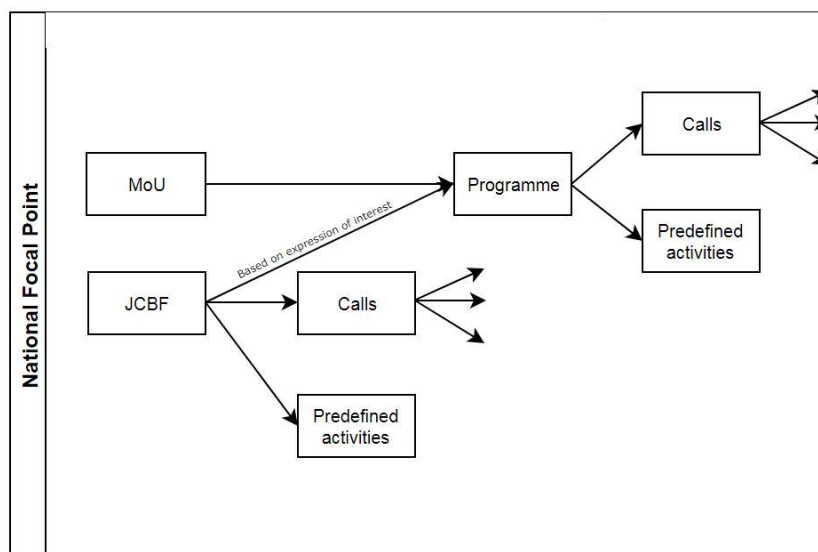 National Focal Point
Calls
MoU
Programme
Based on expression of interest
Predefined
activities
JCBF
Calls
Predefined
activities